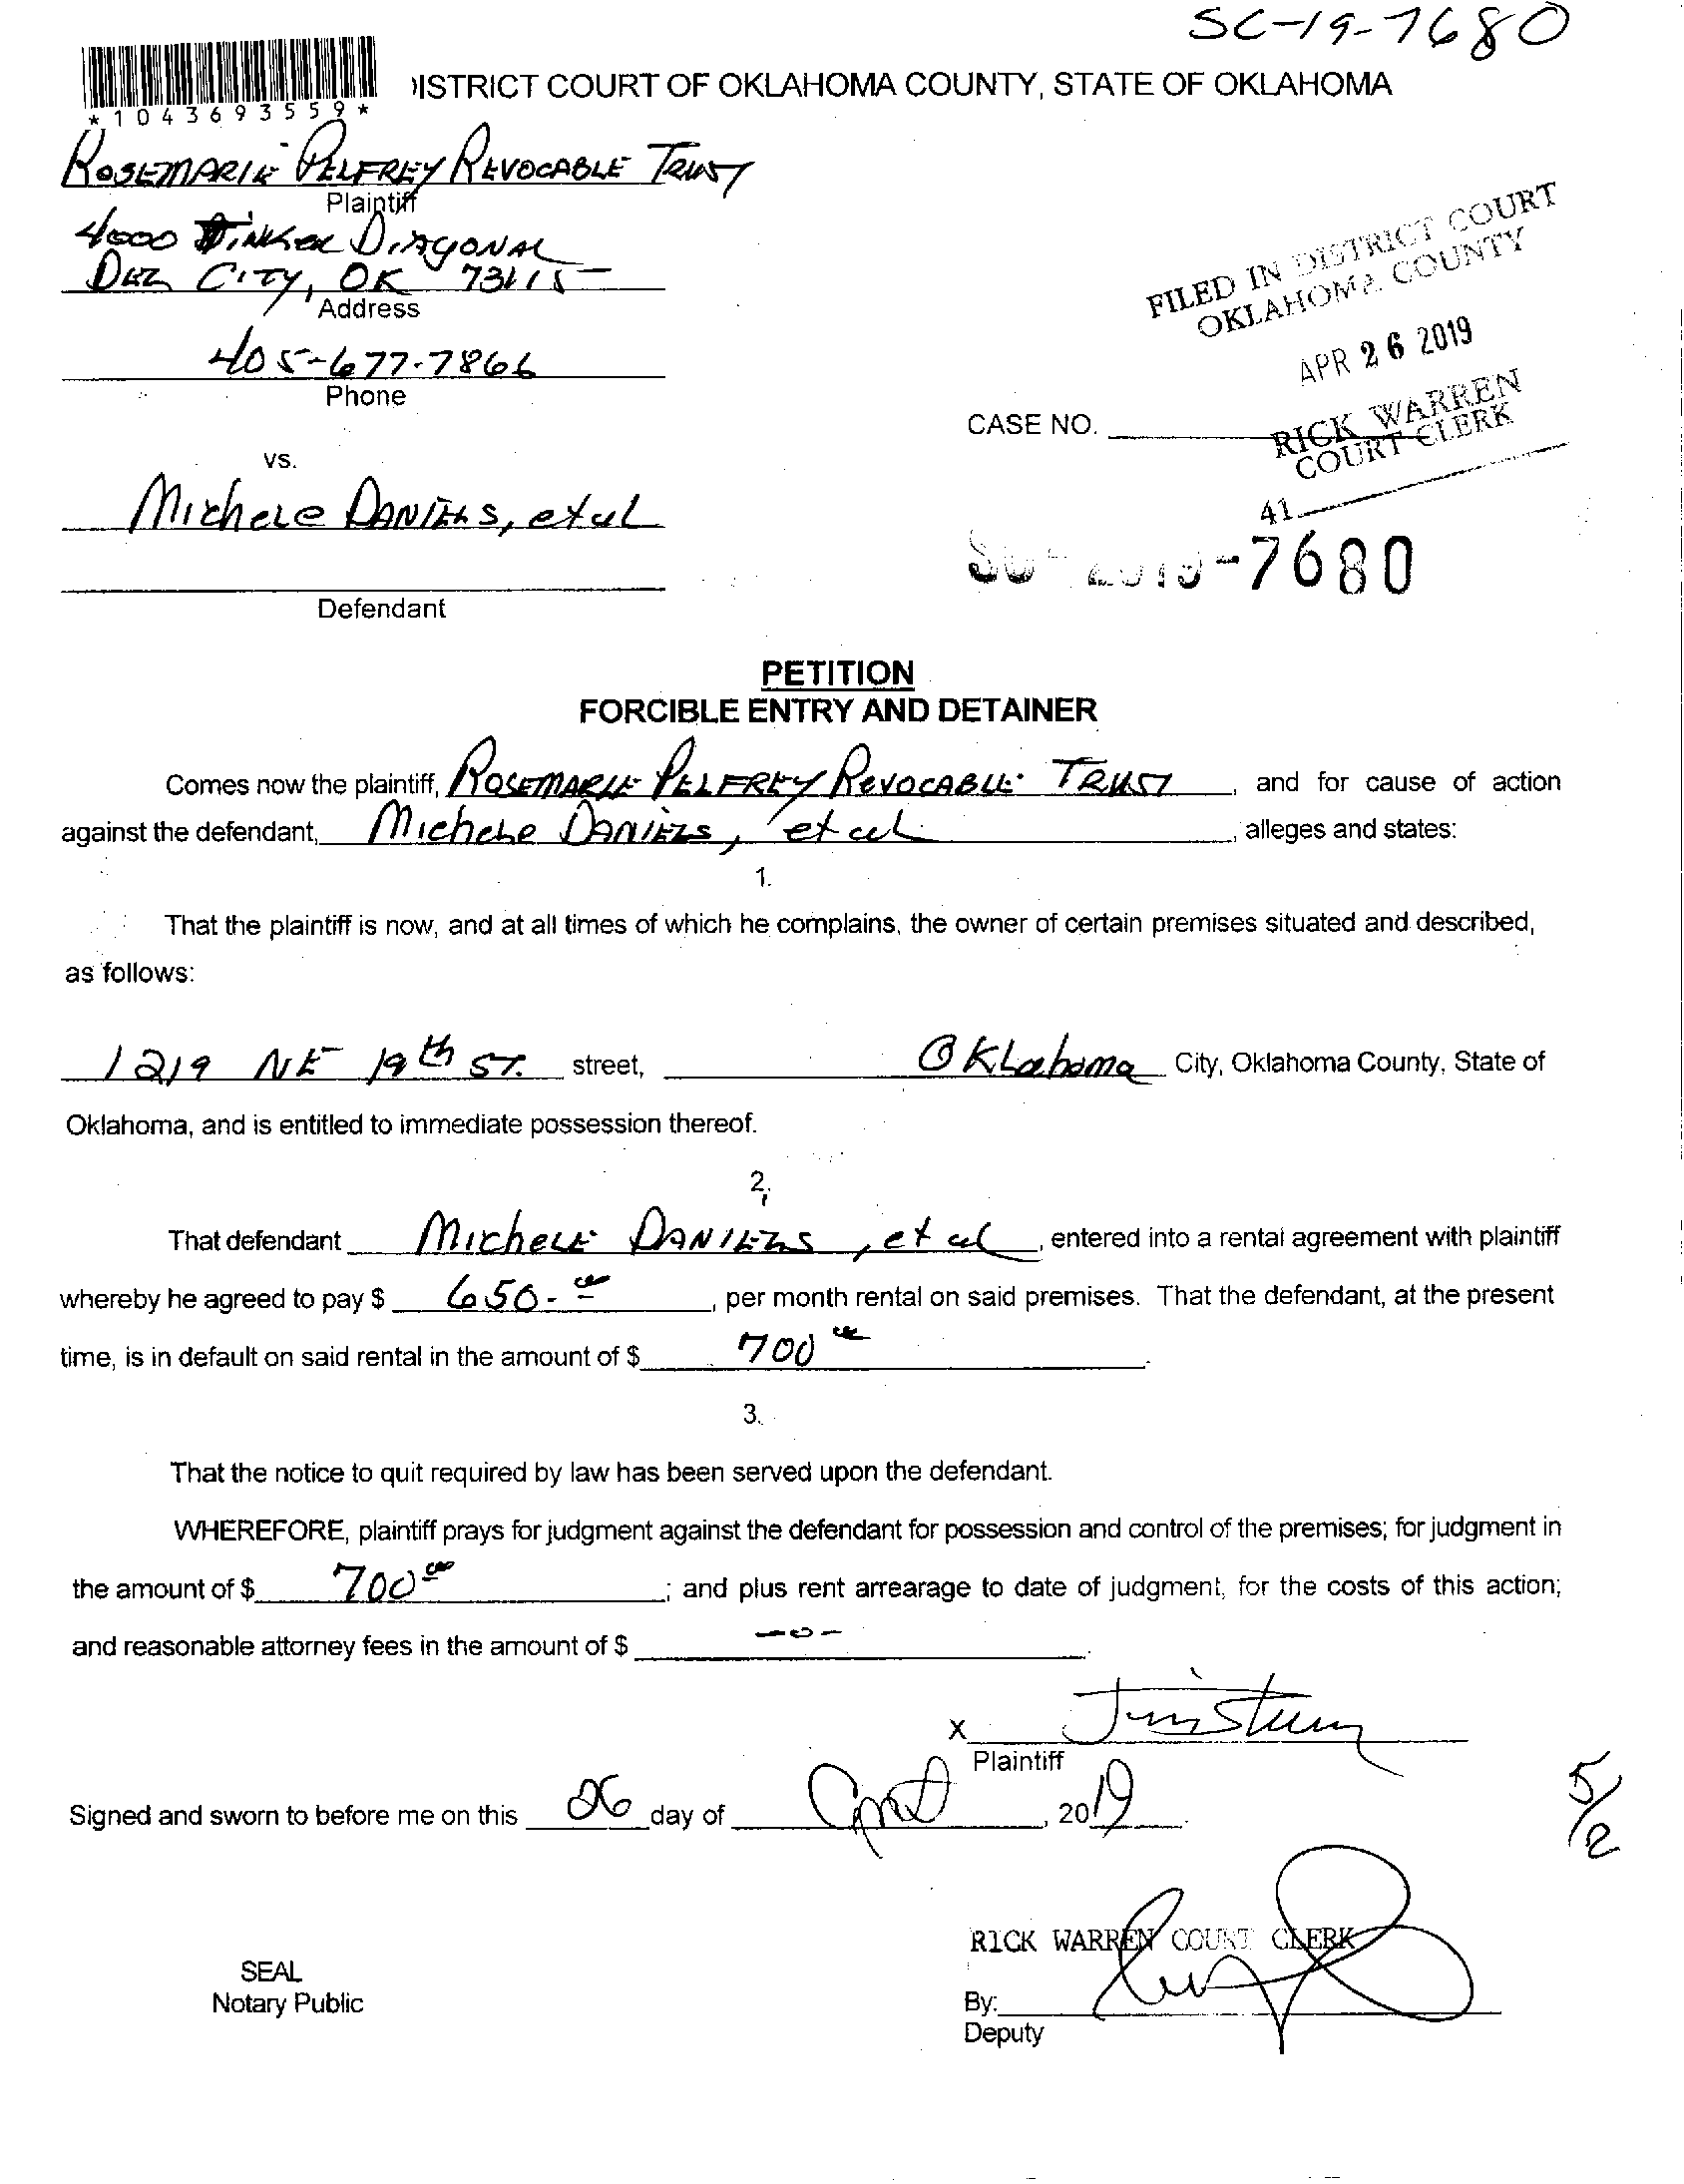 SC-19-7680
*1043693559*
ISTRICT COURT OF OKLAHOMA COUNTY, STATE OF OKLAHOMA
ROSEMARIE PELFREY REVOCABLE TRUST
Plaintiff
4000 TINKER DIAGONAL
DEL CITY, OK 73115
Address
405-677-7866
Phone
FILED IN DISTRICT COURT
OKLAHOMA COUNTY
APR 26 2019
RICK WARREN
COURT CLERK
41
CASE NO.
vs.
Michele DANIELS, et al
Defendant
SC-2019-7680
PETITION
FORCIBLE ENTRY AND DETAINER
Comes now the plaintiff, ROSEMARIE PELFREY REVOCABLE TRUST, and for cause of action
against the defendant, Michele DANIELS, et al, alleges and states:
1.
That the plaintiff is now, and at all times of which he complains, the owner of certain premises situated and described,
as follows:
1219 NE 19th ST. street, OKLahoma City, Oklahoma County, State of
Oklahoma, and is entitled to immediate possession thereof.
2.
That defendant MicheLE DANIELS, et al, entered into a rental agreement with plaintiff
whereby he agreed to pay $ 650.00, per month rental on said premises. That the defendant, at the present
time, is in default on said rental in the amount of $ 700 00.
3.
That the notice to quit required by law has been served upon the defendant.
WHEREFORE, plaintiff prays for judgment against the defendant for possession and control of the premises; for judgment in
the amount of $ 700 00; and plus rent arrearage to date of judgment, for the costs of this action;
and reasonable attorney fees in the amount of $ -0-.
X
Plaintiff
Signed and sworn to before me on this 26 day of April, 2019
5/2
RICK WARREN COURT CLERK
SEAL
Notary Public
By:
Deputy